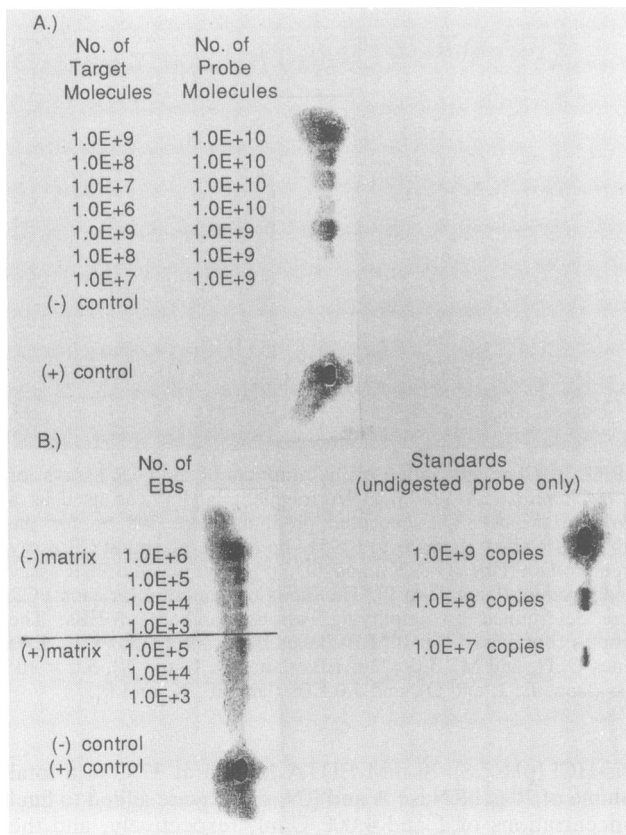 A.)
No. of Target Molecules    No. of Probe Molecules
1.0E+9    1.0E+10
1.0E+8    1.0E+10
1.0E+7    1.0E+10
1.0E+6    1.0E+10
1.0E+9    1.0E+9
1.0E+8    1.0E+9
1.0E+7    1.0E+9
(-) control
(+) control
B.)
No. of EBs
(-)matrix    1.0E+6
1.0E+5
1.0E+4
1.0E+3
(+)matrix    1.0E+5
1.0E+4
1.0E+3
(-) control
(+) control
Standards
(undigested probe only)
1.0E+9 copies
1.0E+8 copies
1.0E+7 copies